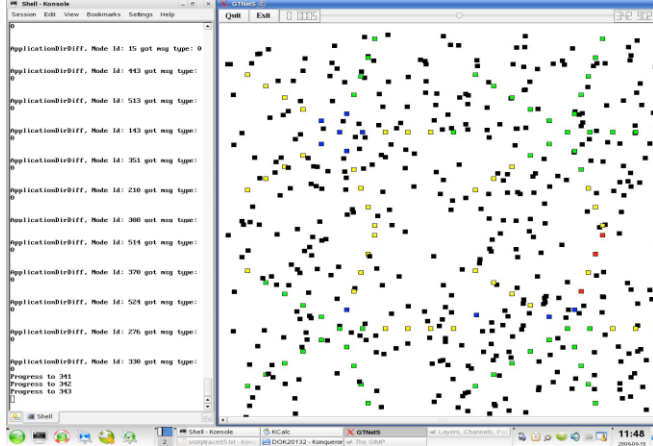 Shell - Konsole
Session Edit View Bookmarks Settings Help
0
ApplicationDirDiff, Node Id: 15 got msg type: 0
ApplicationDirDiff, Node Id: 443 got msg type:
0
ApplicationDirDiff, Node Id: 513 got msg type:
0
ApplicationDirDiff, Node Id: 143 got msg type:
0
ApplicationDirDiff, Node Id: 351 got msg type:
0
ApplicationDirDiff, Node Id: 210 got msg type:
0
ApplicationDirDiff, Node Id: 308 got msg type:
0
ApplicationDirDiff, Node Id: 514 got msg type:
0
ApplicationDirDiff, Node Id: 370 got msg type:
0
ApplicationDirDiff, Node Id: 524 got msg type:
0
ApplicationDirDiff, Node Id: 276 got msg type:
0
ApplicationDirDiff, Node Id: 330 got msg type:
0
Progress to 341
Progress to 342
Progress to 343
Shell
GTNetS
Quit Exit
2
Shell - Konsole
KCalc
GTNetS
Layers, Channels,
DOK20132 - Konqueror
The GIMP
11:48